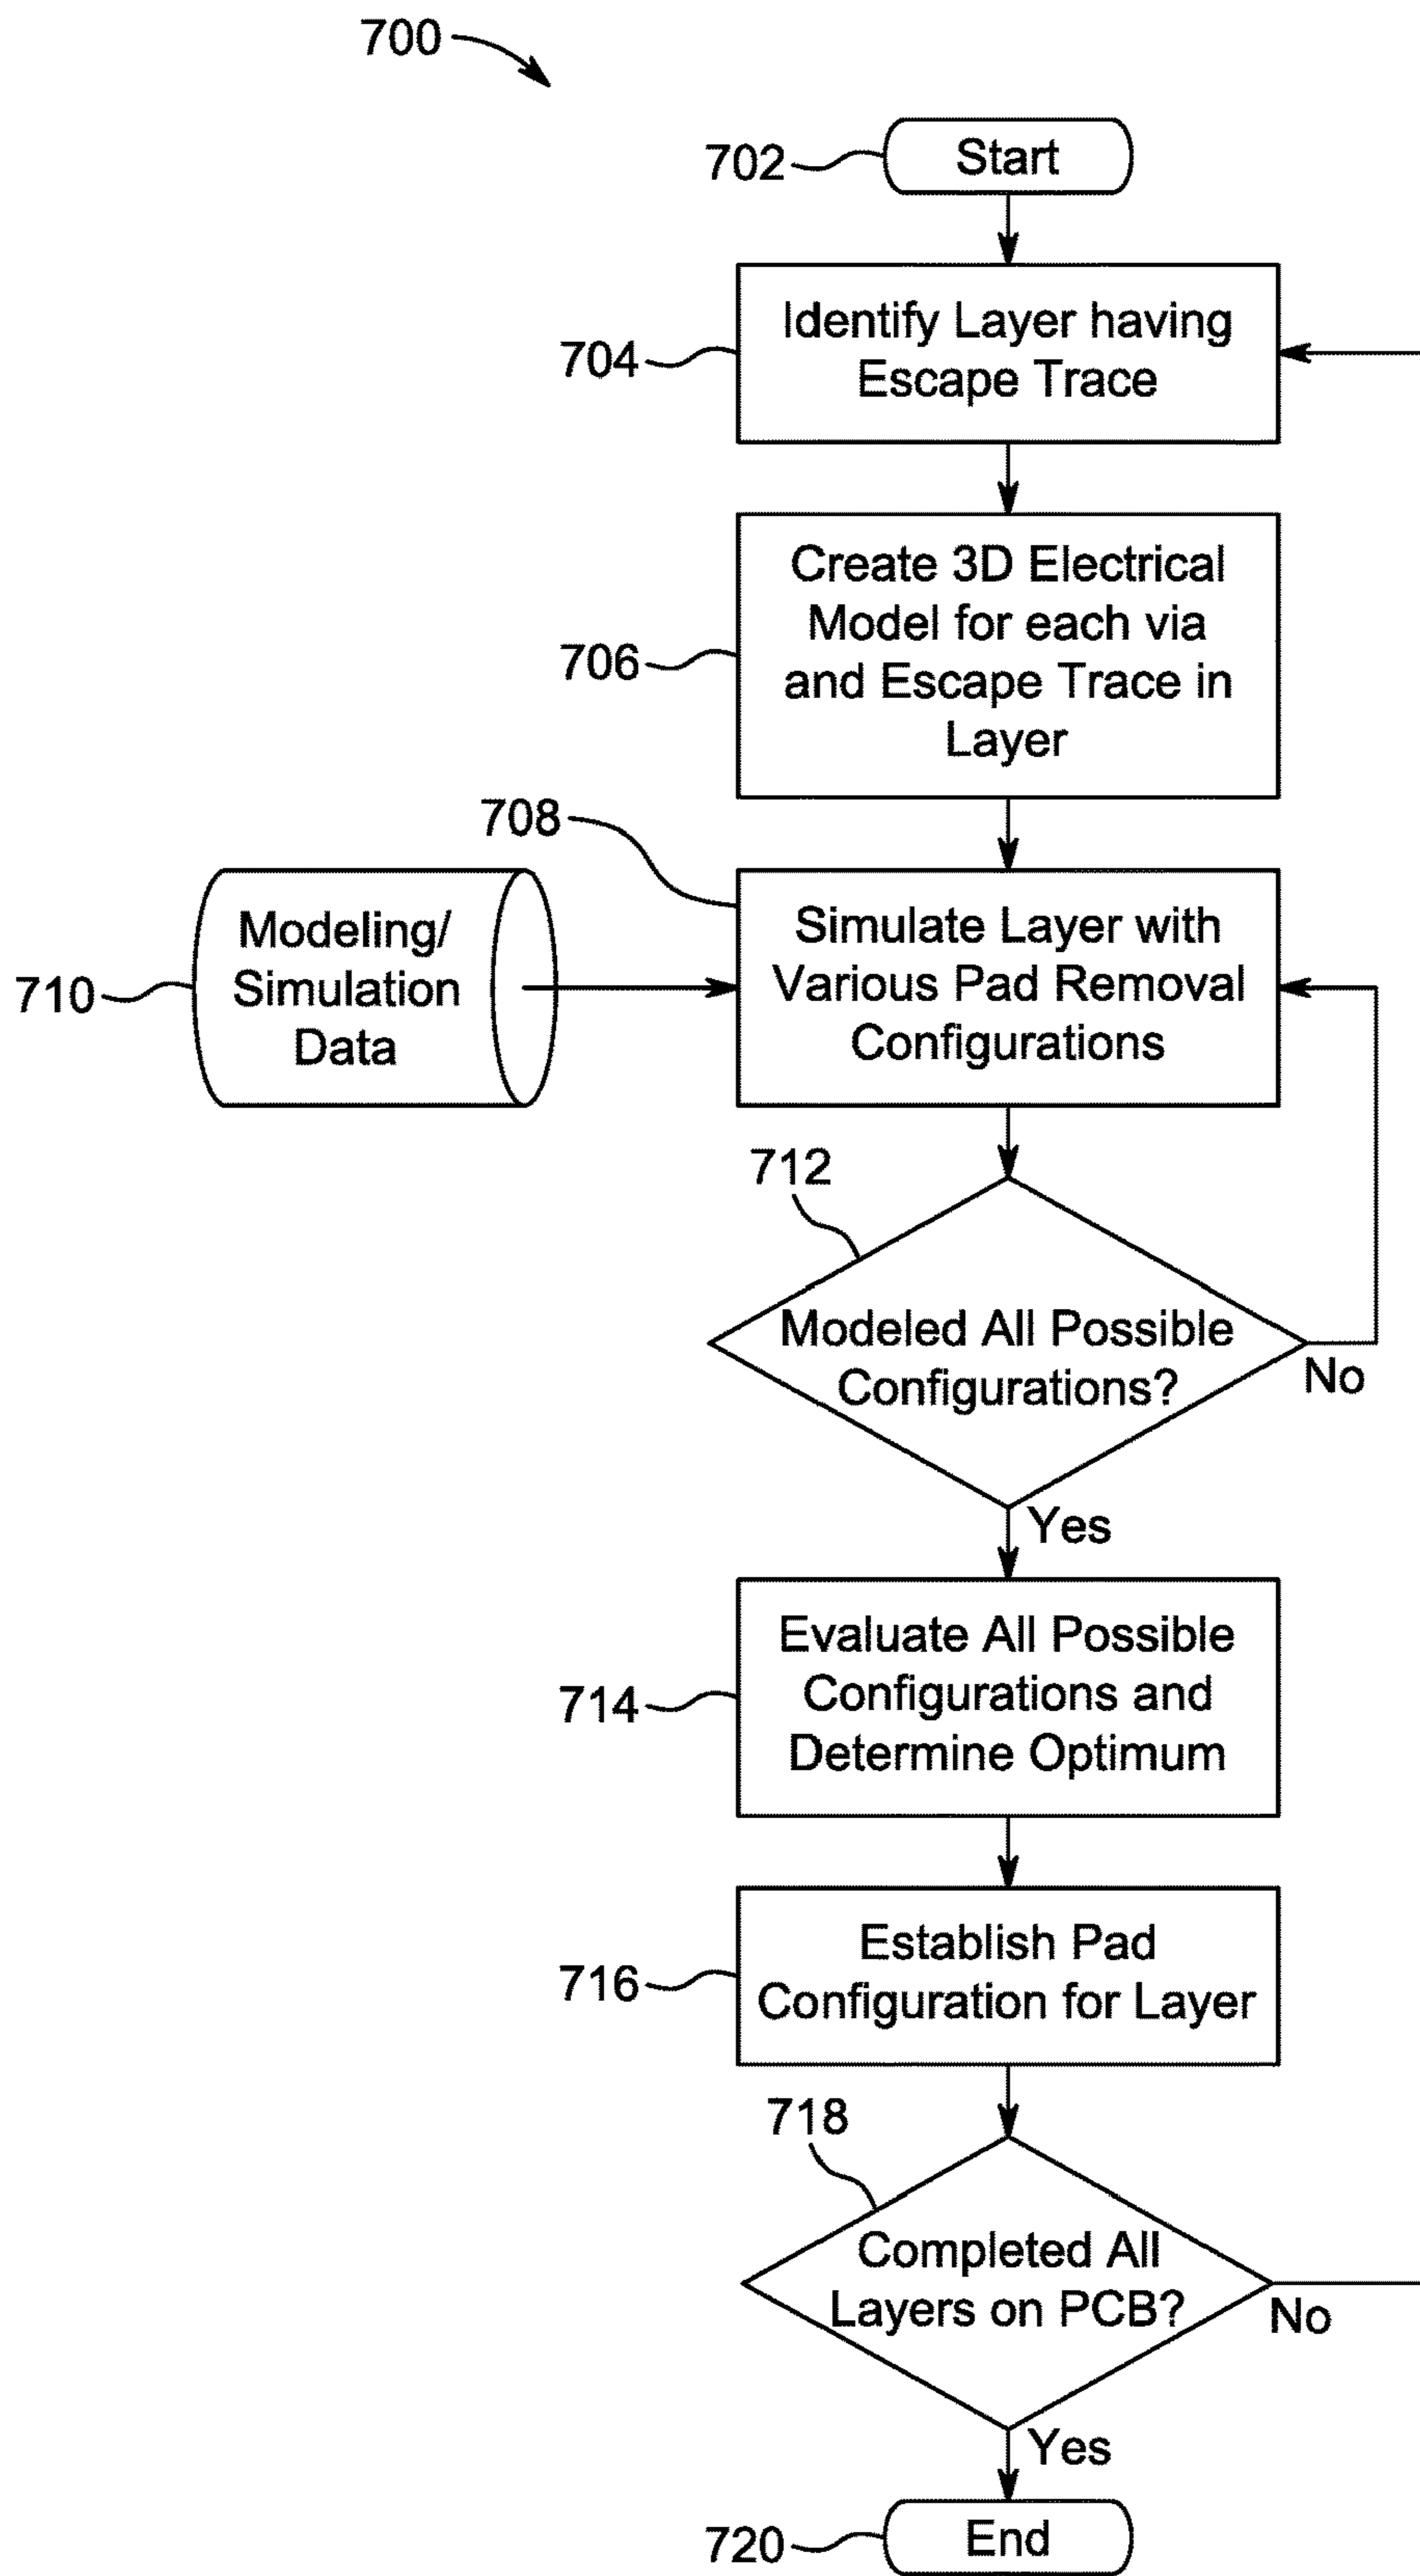 700
702
Start
704
Identify Layer having
Escape Trace
706
Create 3D Electrical
Model for each via
and Escape Trace in
Layer
708
Simulate Layer with
Various Pad Removal
Configurations
710
Modeling/
Simulation
Data
712
Modeled All Possible
Configurations?
No
Yes
714
Evaluate All Possible
Configurations and
Determine Optimum
716
Establish Pad
Configuration for Layer
718
Completed All
Layers on PCB?
No
Yes
720
End